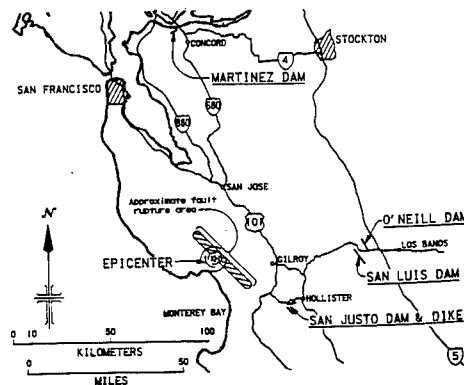 CONCORD
STOCKTON
4
MARTINEZ DAM
SAN FRANCISCO
680
880
SAN JOSE
Approximate fault
rupture area
101
N
O'NEILL DAM
EPICENTER
GILROY
LOS BANOS
SAN LUIS DAM
HOLLISTER
MONTEREY BAY
SAN JUSTO DAM & DIKE
0 10 50 100
KILOMETERS
0 50
MILES
5